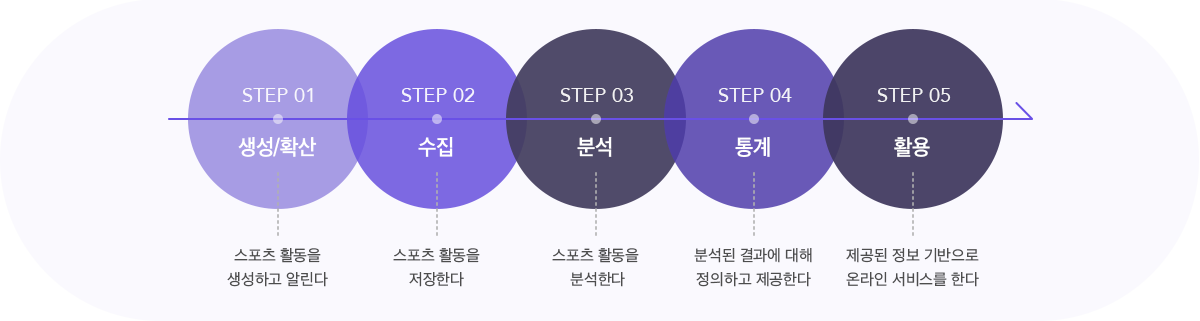 STEP 01
생성/확산
스포츠 활동을
생성하고 알린다
STEP 02
수집
스포츠 활동을
저장한다
STEP 03
분석
스포츠 활동을
분석한다
STEP 04
통계
분석된 결과에 대해
정의하고 제공한다
STEP 05
활용
제공된 정보 기반으로
온라인 서비스를 한다